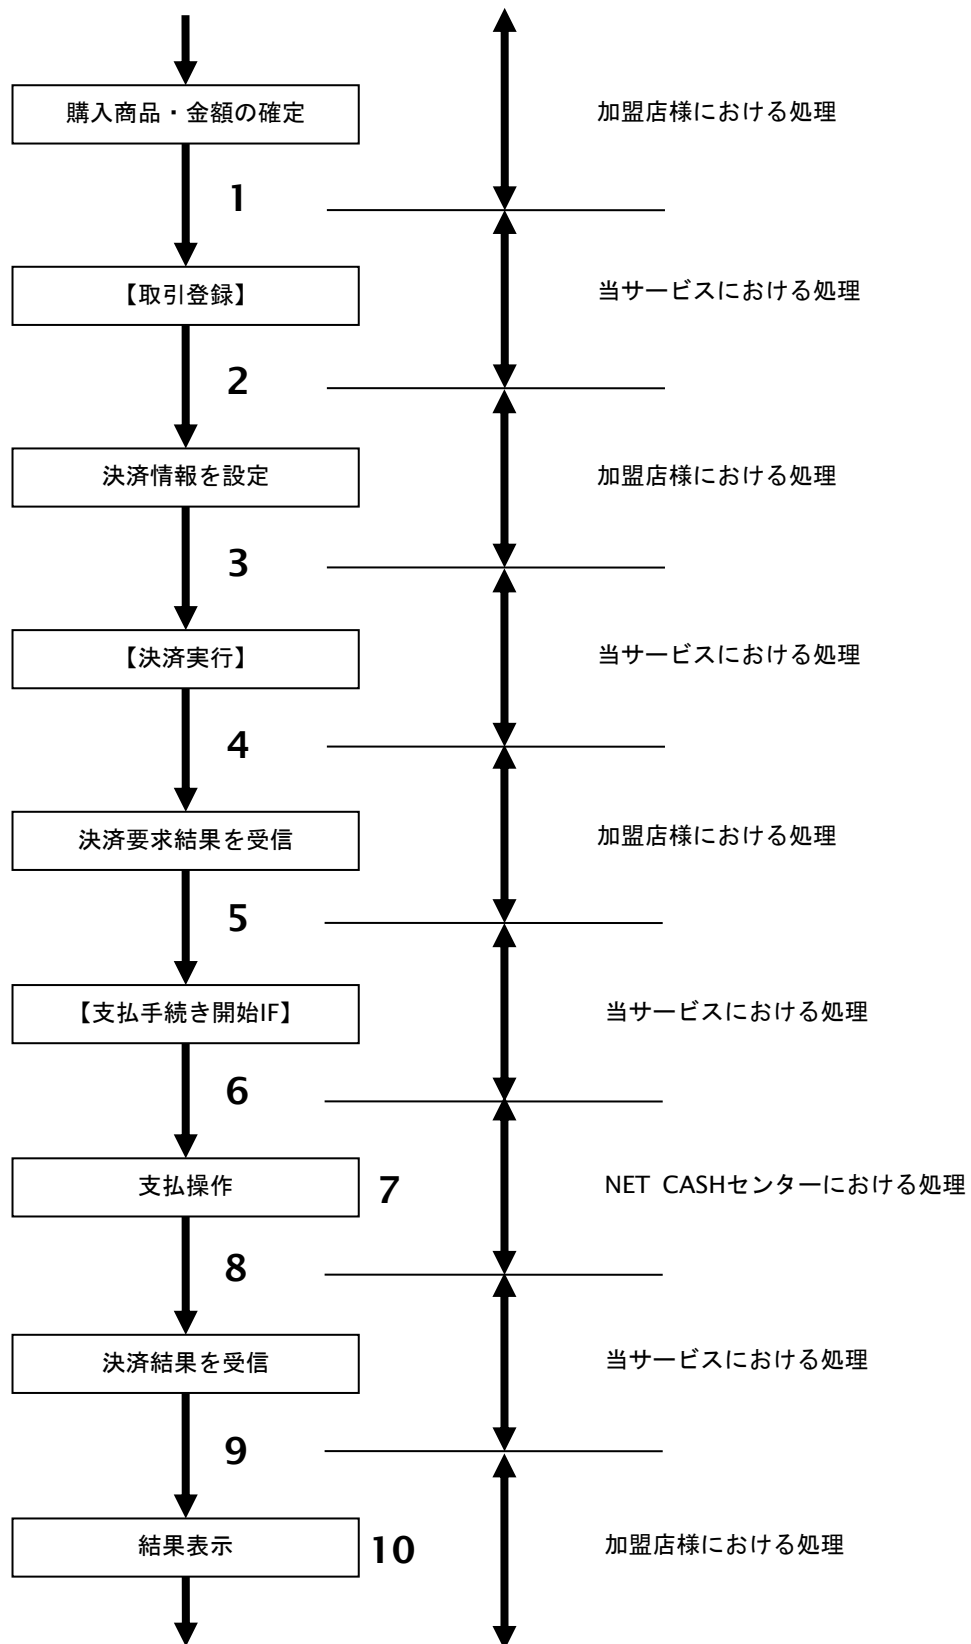 購入商品・金額の確定
加盟店様における処理
1
【取引登録】
当サービスにおける処理
2
決済情報を設定
加盟店様における処理
3
【決済実行】
当サービスにおける処理
4
決済要求結果を受信
加盟店様における処理
5
【支払手続き開始IF】
当サービスにおける処理
6
支払操作
7
NET CASHセンターにおける処理
8
決済結果を受信
当サービスにおける処理
9
結果表示
10
加盟店様における処理